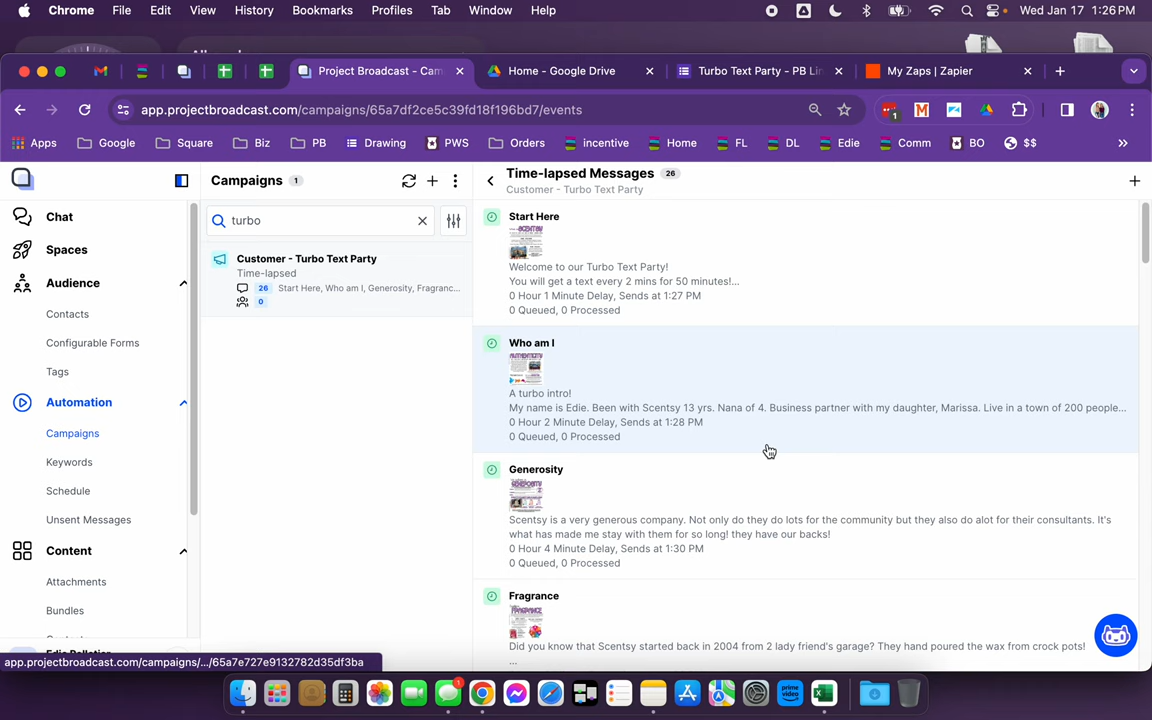 Chrome File Edit View History Bookmarks Profiles Tab Window Help Wed Jan 17 1:26 PM
Project Broadcast - Cam Home - Google Drive Turbo Text Party - PB Lin My Zaps | Zapier
app.projectbroadcast.com/campaigns/65a7df2ce5c39fd18f196bd7/events
Apps Google Square Biz PB Drawing PWS Orders incentive Home FL DL Edie Comm BO $$
Chat
Spaces
Audience
Contacts
Configurable Forms
Tags
Automation
Campaigns
Keywords
Schedule
Unsent Messages
Content
Attachments
Bundles
app.projectbroadcast.com/campaigns/.../65a7e727e9132782d35df3ba
Campaigns 1
turbo
Customer - Turbo Text Party
Time-lapsed
26 Start Here, Who am I, Generosity, Fragranc...
0
Time-lapsed Messages 26
Customer - Turbo Text Party
Start Here
Welcome to our Turbo Text Party!
You will get a text every 2 mins for 50 minutes!...
0 Hour 1 Minute Delay, Sends at 1:27 PM
0 Queued, 0 Processed
Who am I
A turbo intro!
My name is Edie. Been with Scentsy 13 yrs. Nana of 4. Business partner with my daughter, Marissa. Live in a town of 200 people...
0 Hour 2 Minute Delay, Sends at 1:28 PM
0 Queued, 0 Processed
Generosity
Scentsy is a very generous company. Not only do they do lots for the community but they also do alot for their consultants. It's
what has made me stay with them for so long! they have our backs!
0 Hour 4 Minute Delay, Sends at 1:30 PM
0 Queued, 0 Processed
Fragrance
Did you know that Scentsy started back in 2004 from 2 lady friend's garage? They hand poured the wax from crock pots!
...